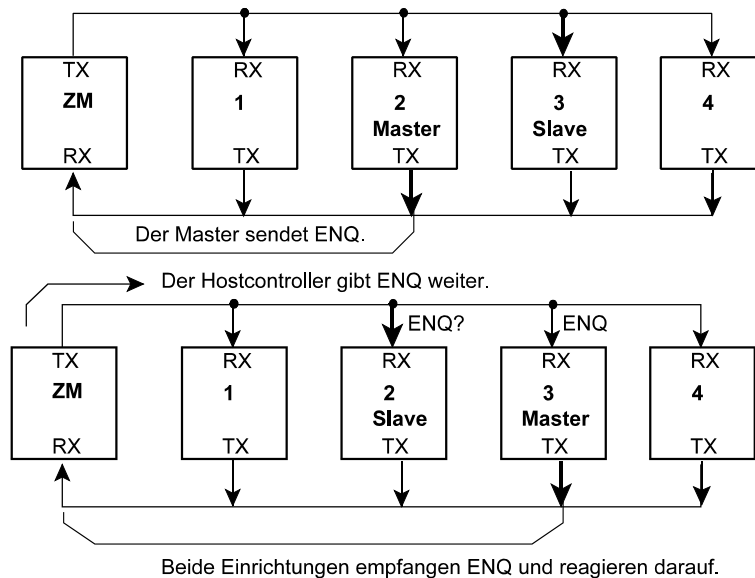 TX RX RX RX RX
ZM 1 2 3 4
Master Slave
RX TX TX TX TX
Der Master sendet ENQ.
Der Hostcontroller gibt ENQ weiter.
ENQ? ENQ
TX RX RX RX RX
ZM 1 2 3 4
Slave Master
RX TX TX TX TX
Beide Einrichtungen empfangen ENQ und reagieren darauf.